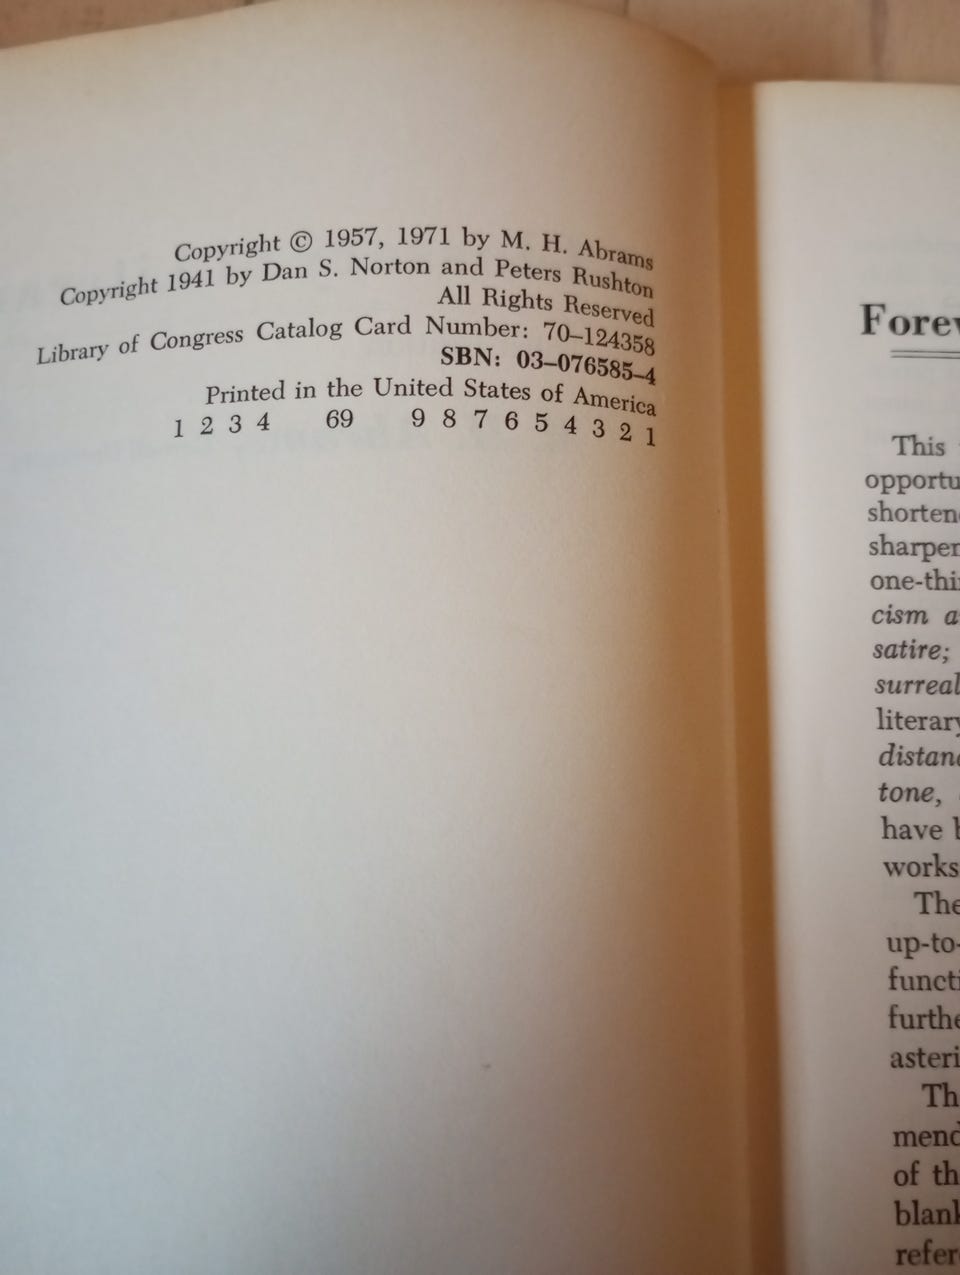 Copyright © 1957, 1971 by M. H. Abrams
Copyright 1941 by Dan S. Norton and Peters Rushton
All Rights Reserved
Library of Congress Catalog Card Number: 70–124358
SBN: 03–076585–4
Printed in the United States of America
1 2 3 4 69 9 8 7 6 5 4 3 2 1
This
opportu
shorten
sharper
one-thi
cism a
satire;
surreal
literary
distanc
tone,
have b
works
The
up-to-
functi
furthe
asteri
Th
mend
of th
blank
refer